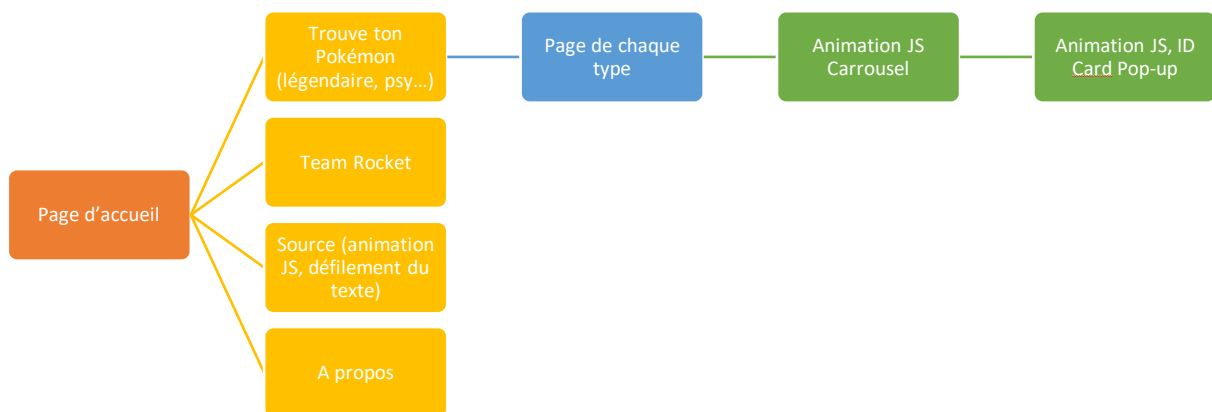 Trouve ton
Pokémon
(légendaire, psy…)
Page de chaque
type
Animation JS
Carrousel
Animation JS, ID
Card Pop-up
Team Rocket
Page d’accueil
Source (animation
JS, défilement du
texte)
A propos